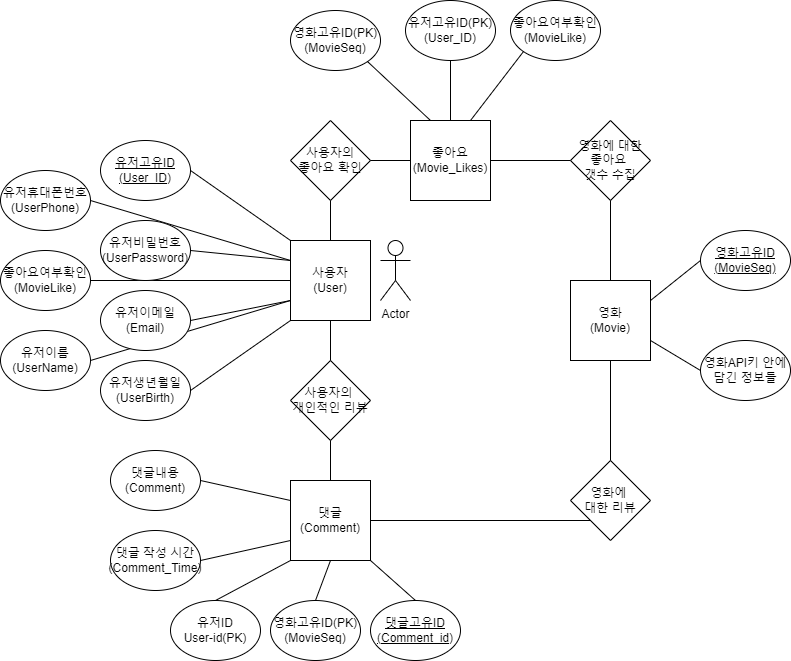 영화고유ID(PK)
(MovieSeq)
유저고유ID(PK)
(User_ID)
좋아요여부확인
(MovieLike)
사용자의
좋아요 확인
좋아요
(Movie_Likes)
영화에 대한
좋아요
갯수 수집
유저고유ID
(User_ID)
유저휴대폰번호
(UserPhone)
유저비밀번호
(UserPassword)
좋아요여부확인
(MovieLike)
유저이메일
(Email)
유저이름
(UserName)
유저생년월일
(UserBirth)
사용자
(User)
Actor
영화
(Movie)
영화고유ID
(MovieSeq)
영화API키 안에
담긴 정보들
사용자의
개인적인 리뷰
댓글내용
(Comment)
댓글
(Comment)
영화에
대한 리뷰
댓글 작성 시간
(Comment_Time)
유저ID
User-id(PK)
영화고유ID(PK)
(MovieSeq)
댓글고유ID
(Comment_id)